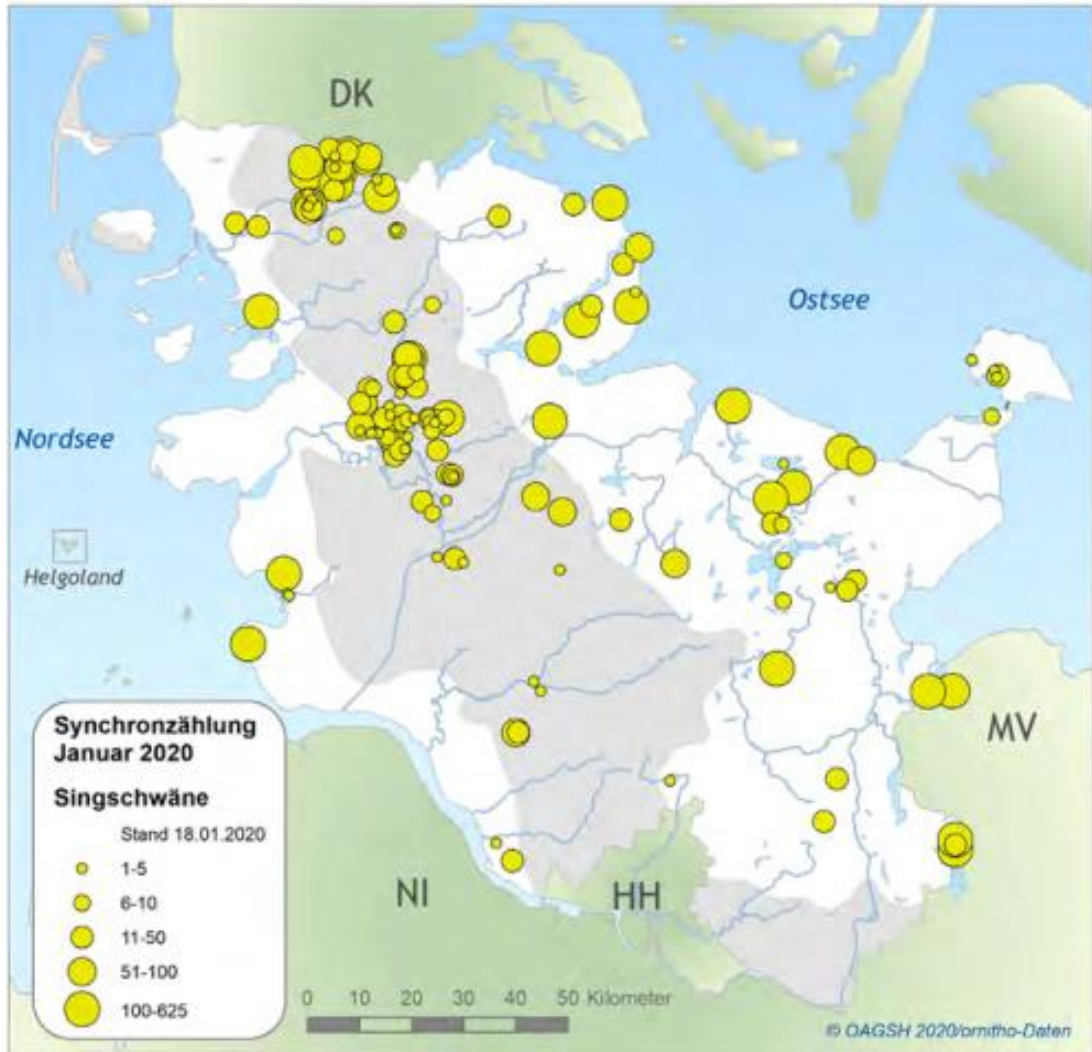 DK
Ostsee
Nordsee
Helgoland
MV
NI
HH
Synchronzählung
Januar 2020
Singschwäne
Stand 18.01.2020
1-5
6-10
11-50
51-100
100-625
0 10 20 30 40 50 Kilometer
© OAGSH 2020/ornitho-Daten